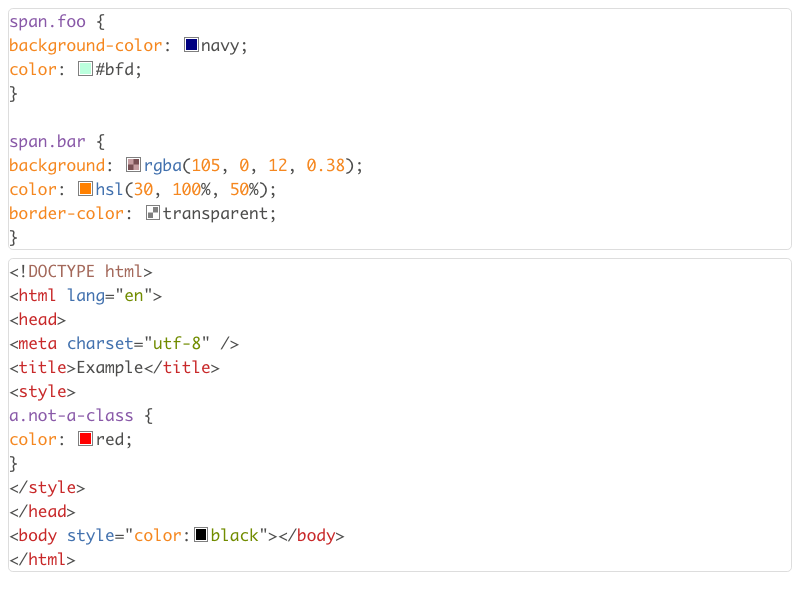 span.foo {
background-color: navy;
color: #bfd;
}

span.bar {
background: rgba(105, 0, 12, 0.38);
color: hsl(30, 100%, 50%);
border-color: transparent;
}
<!DOCTYPE html>
<html lang="en">
<head>
<meta charset="utf-8" />
<title>Example</title>
<style>
a.not-a-class {
color: red;
}
</style>
</head>
<body style="color:black"></body>
</html>